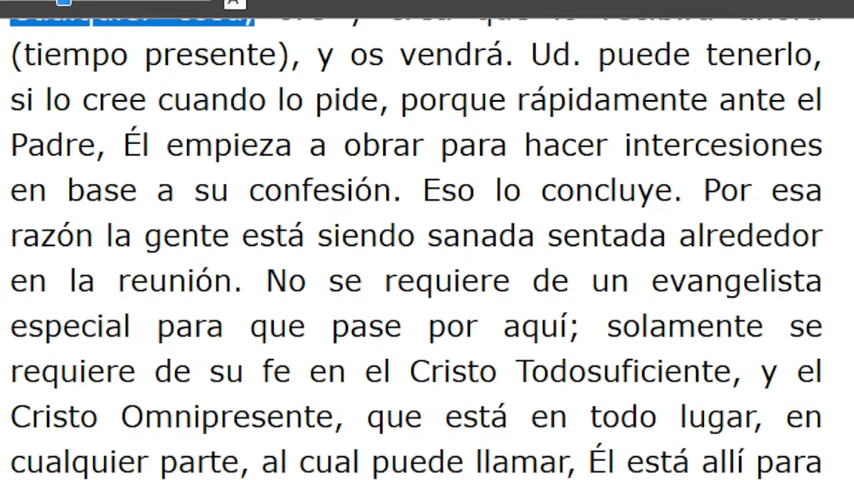 (tiempo presente), y os vendrá. Ud. puede tenerlo,
si lo cree cuando lo pide, porque rápidamente ante el
Padre, Él empieza a obrar para hacer intercesiones
en base a su confesión. Eso lo concluye. Por esa
razón la gente está siendo sanada sentada alrededor
en la reunión. No se requiere de un evangelista
especial para que pase por aquí; solamente se
requiere de su fe en el Cristo Todosuficiente, y el
Cristo Omnipresente, que está en todo lugar, en
cualquier parte, al cual puede llamar, Él está allí para